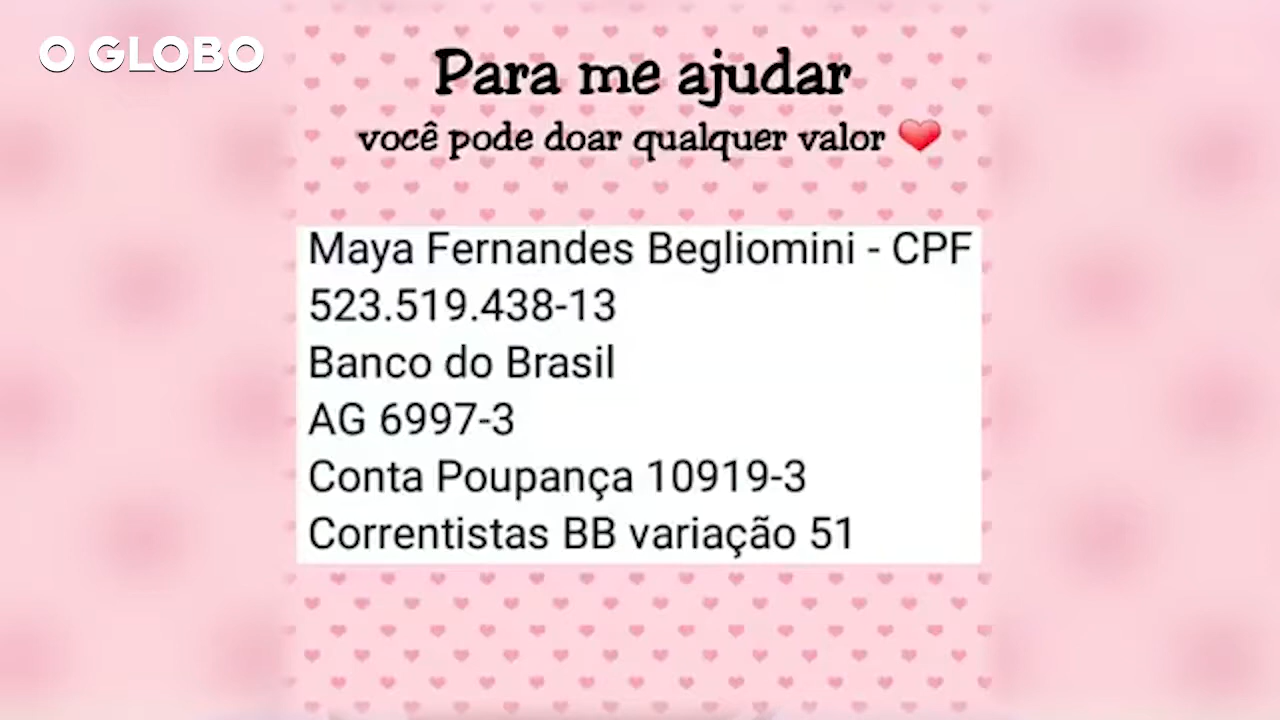 O GLOBO
Para me ajudar
você pode doar qualquer valor ❤
Maya Fernandes Begliomini - CPF
523.519.438-13
Banco do Brasil
AG 6997-3
Conta Poupança 10919-3
Correntistas BB variação 51